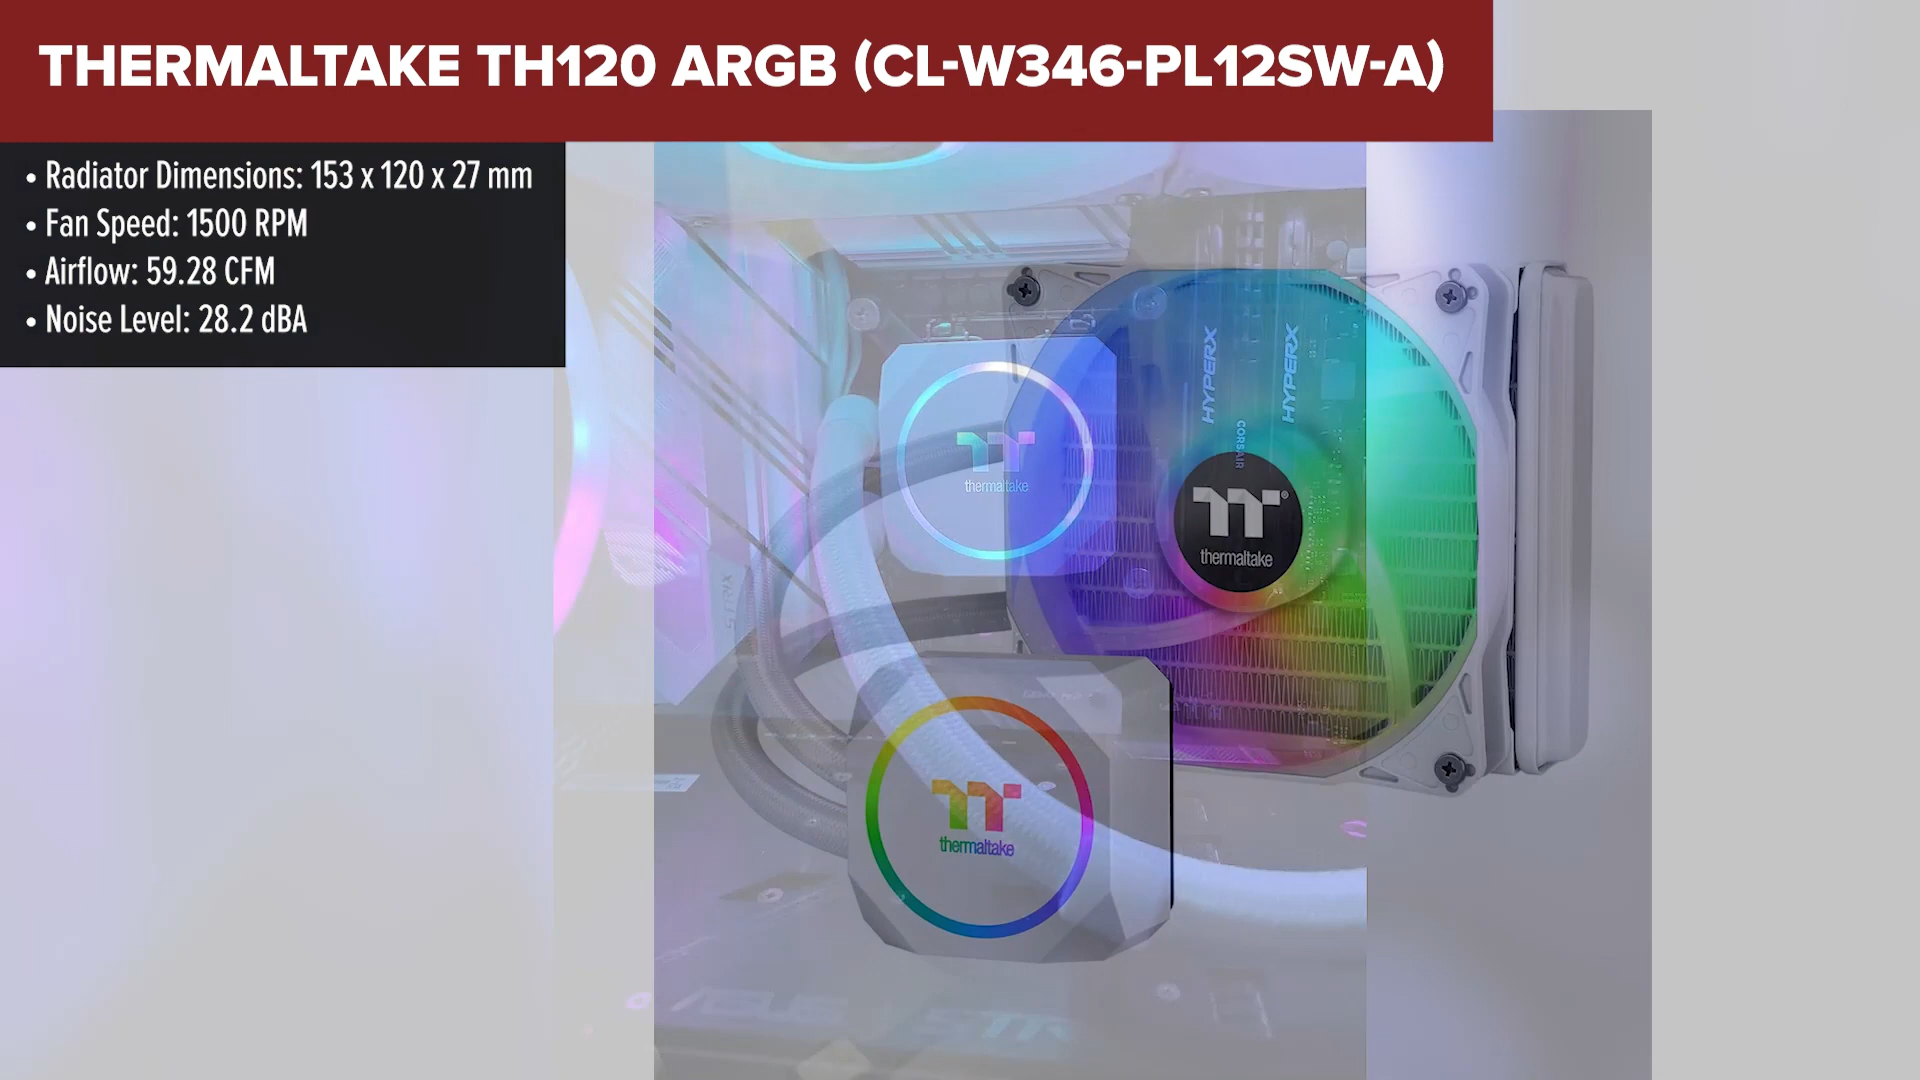 THERMALTAKE TH120 ARGB (CL-W346-PL12SW-A)
• Radiator Dimensions: 153 x 120 x 27 mm
• Fan Speed: 1500 RPM
• Airflow: 59.28 CFM
• Noise Level: 28.2 dBA
HYPERX
HYPERX
CORSAIR
thermaltake
thermaltake
STRIX
thermaltake